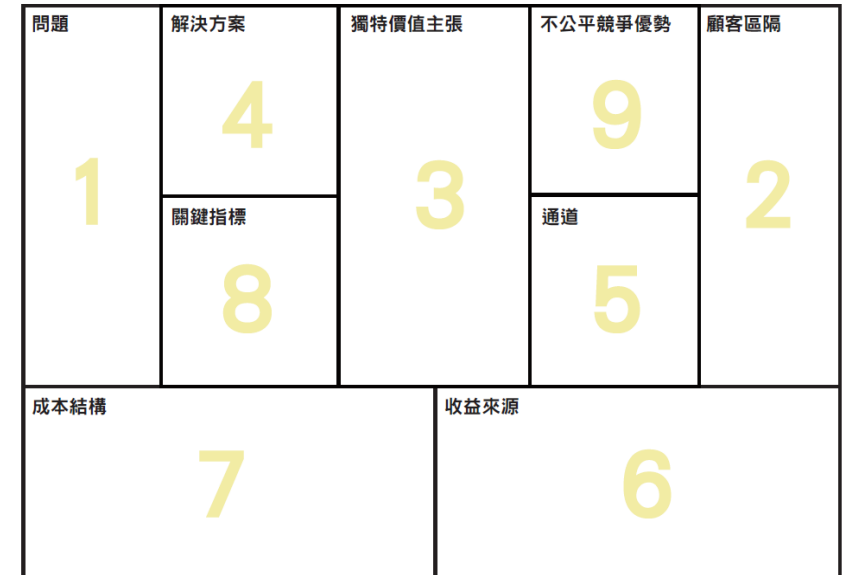 問題
1
解決方案
4
關鍵指標
8
獨特價值主張
3
不公平競爭優勢
9
通道
5
顧客區隔
2
成本結構
7
收益來源
6